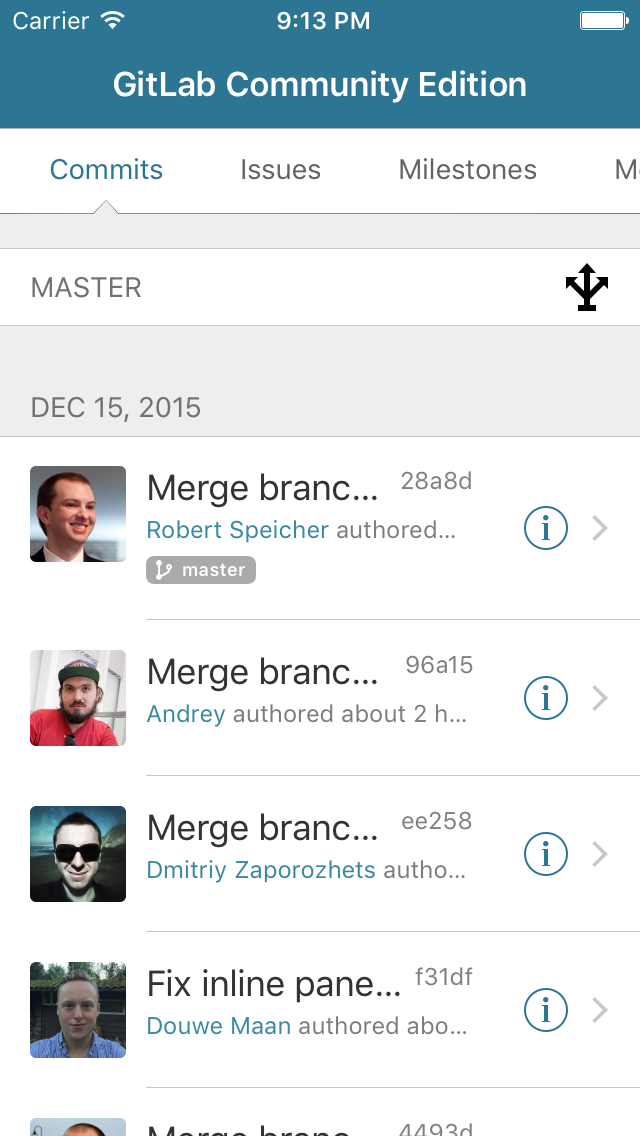 Carrier 9:13 PM
GitLab Community Edition
Commits Issues Milestones M
MASTER
DEC 15, 2015
Merge branc... 28a8d
Robert Speicher authored...
master
Merge branc... 96a15
Andrey authored about 2 h...
Merge branc... ee258
Dmitriy Zaporozhets autho...
Fix inline pane... f31df
Douwe Maan authored abo...
Merge branc... 4493d